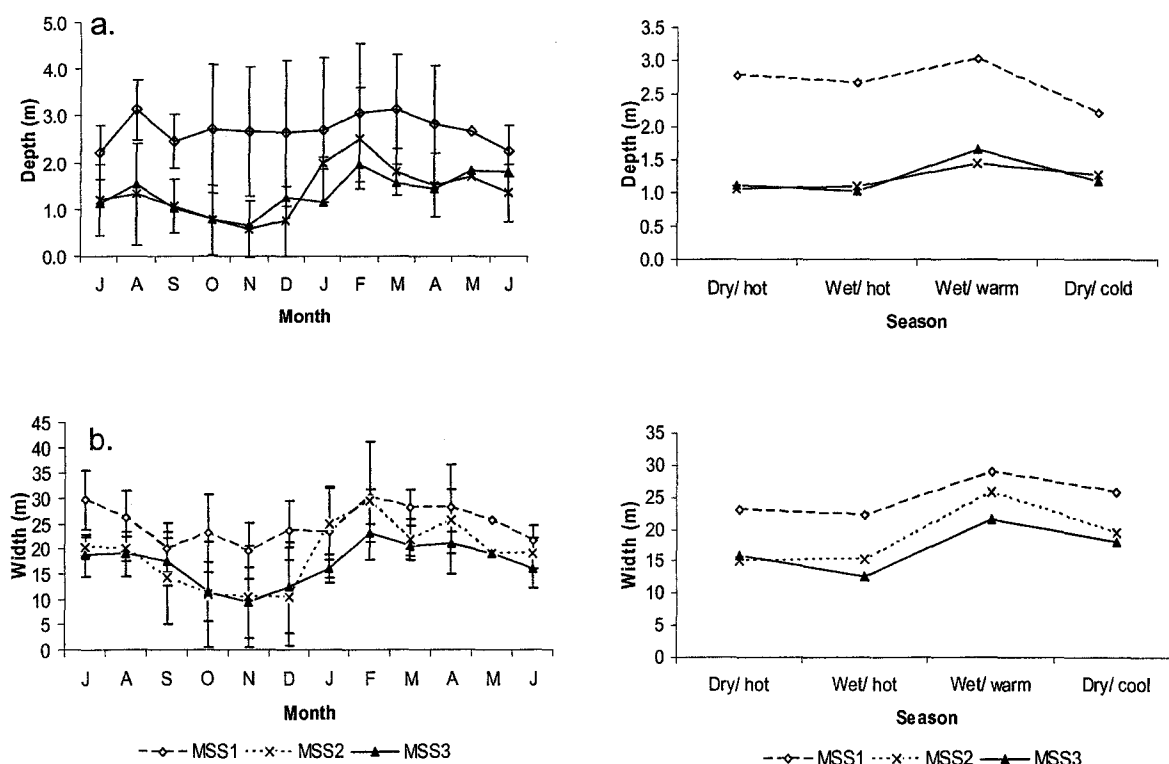 a.
Depth (m)
5.0
4.0
3.0
2.0
1.0
0.0
J A S O N D J F M A M J
Month
Depth (m)
3.5
3.0
2.5
2.0
1.5
1.0
0.5
0.0
Dry/ hot Wet/ hot Wet/ warm Dry/ cold
Season
b.
Width (m)
45
40
35
30
25
20
15
10
5
0
J A S O N D J F M A M J
Month
MSS1 MSS2 MSS3
Width (m)
35
30
25
20
15
10
5
0
Dry/ hot Wet/ hot Wet/ warm Dry/ cool
Season
MSS1 MSS2 MSS3